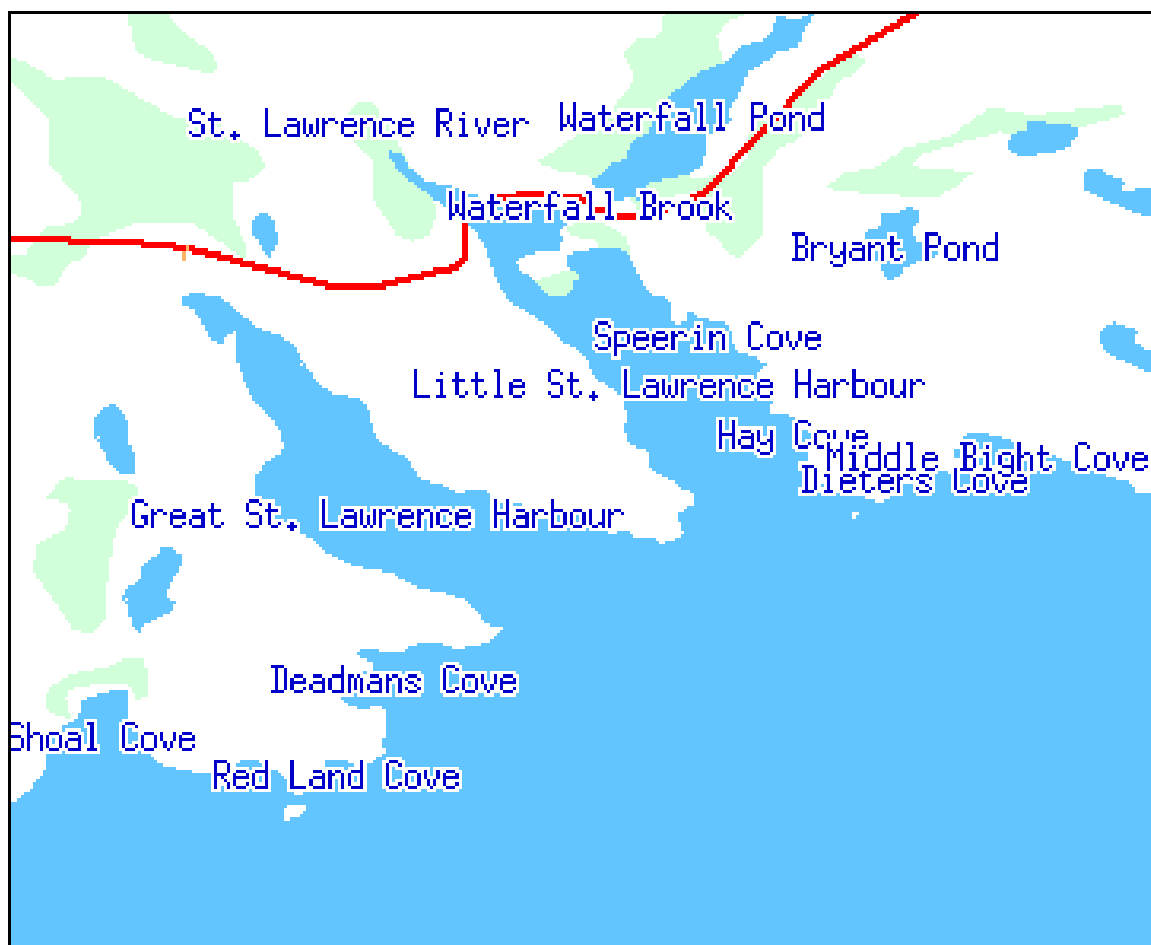 Waterfall Pond
St. Lawrence River
Waterfall Brook
Bryant Pond
Speerin Cove
Little St. Lawrence Harbour
Hay Cove
Middle Bight Cove
Dieters Cove
Great St. Lawrence Harbour
Deadmans Cove
Shoal Cove
Red Land Cove